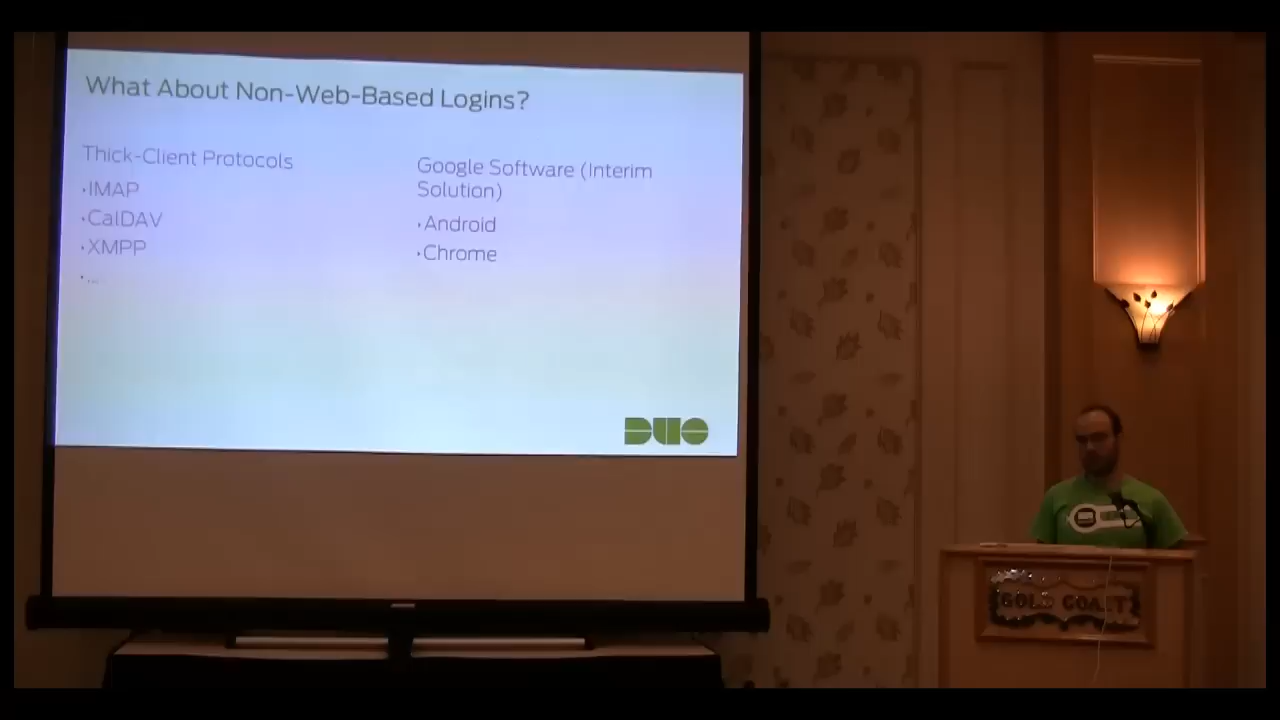 What About Non-Web-Based Logins?
Thick-Client Protocols
·IMAP
·CalDAV
·XMPP
·...
Google Software (Interim
Solution)
·Android
·Chrome
DUO
GOLD COAST